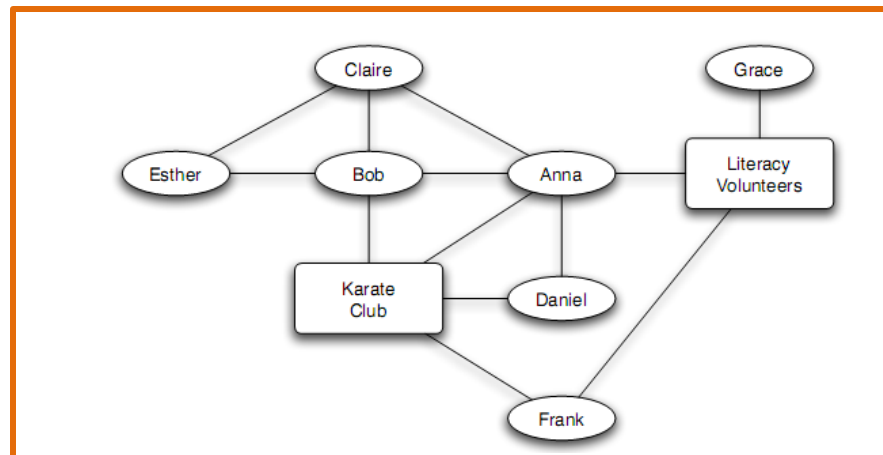 Claire
Grace
Esther
Bob
Anna
Literacy
Volunteers
Karate
Club
Daniel
Frank